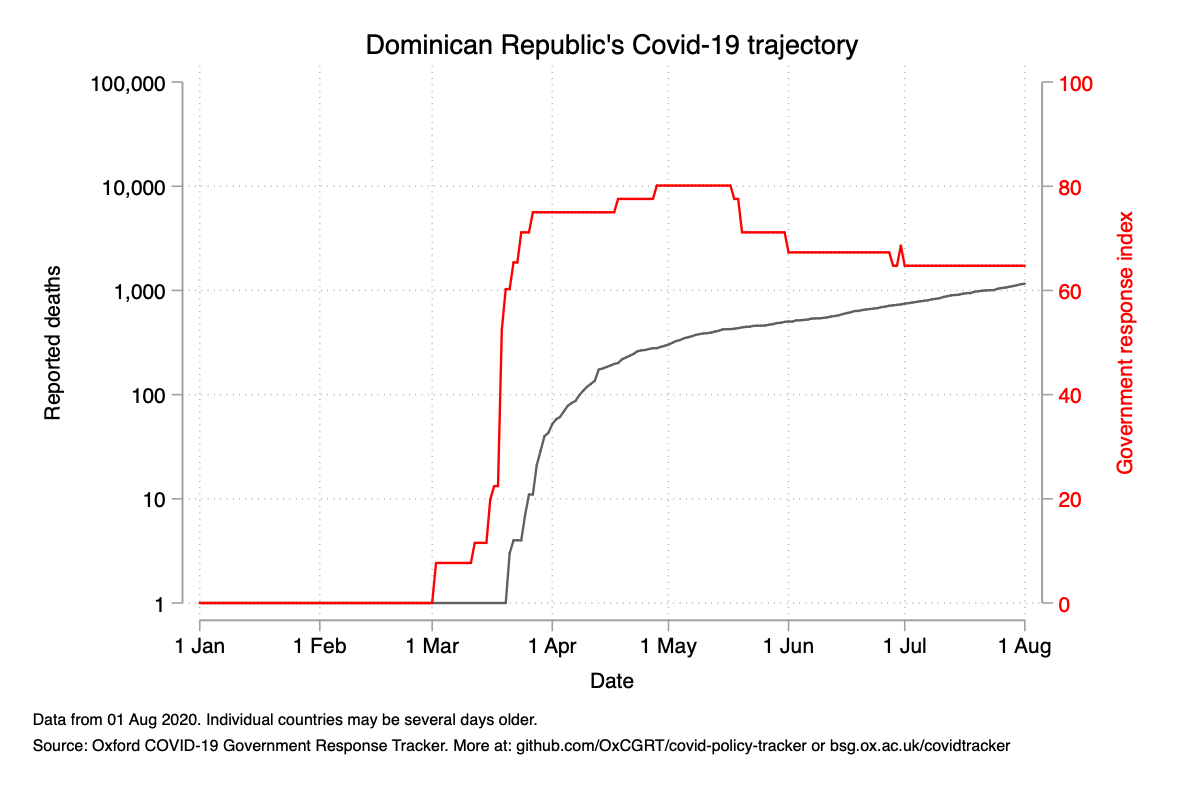 Dominican Republic's Covid-19 trajectory
100,000
10,000
1,000
100
10
1
Reported deaths
100
80
60
40
20
0
Government response index
1 Jan
1 Feb
1 Mar
1 Apr
1 May
1 Jun
1 Jul
1 Aug
Date
Data from 01 Aug 2020. Individual countries may be several days older.
Source: Oxford COVID-19 Government Response Tracker. More at: github.com/OxCGRT/covid-policy-tracker or bsg.ox.ac.uk/covidtracker